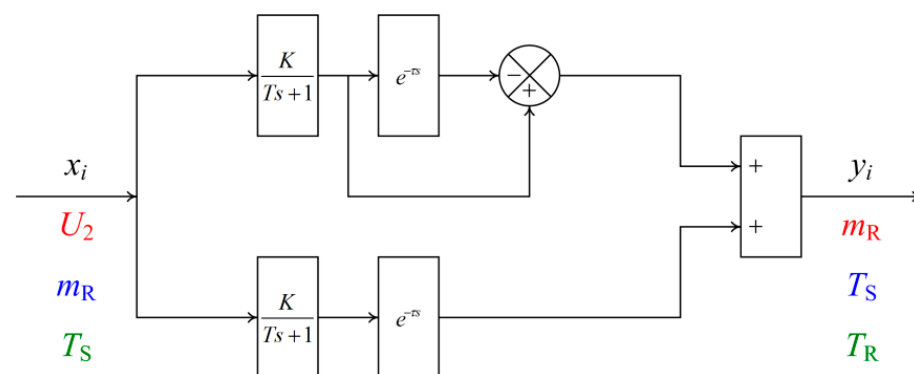 K
Ts + 1
e^{-τs}
−
+
x_i
U_2
m_R
T_S
K
Ts + 1
e^{-τs}
+
+
y_i
m_R
T_S
T_R